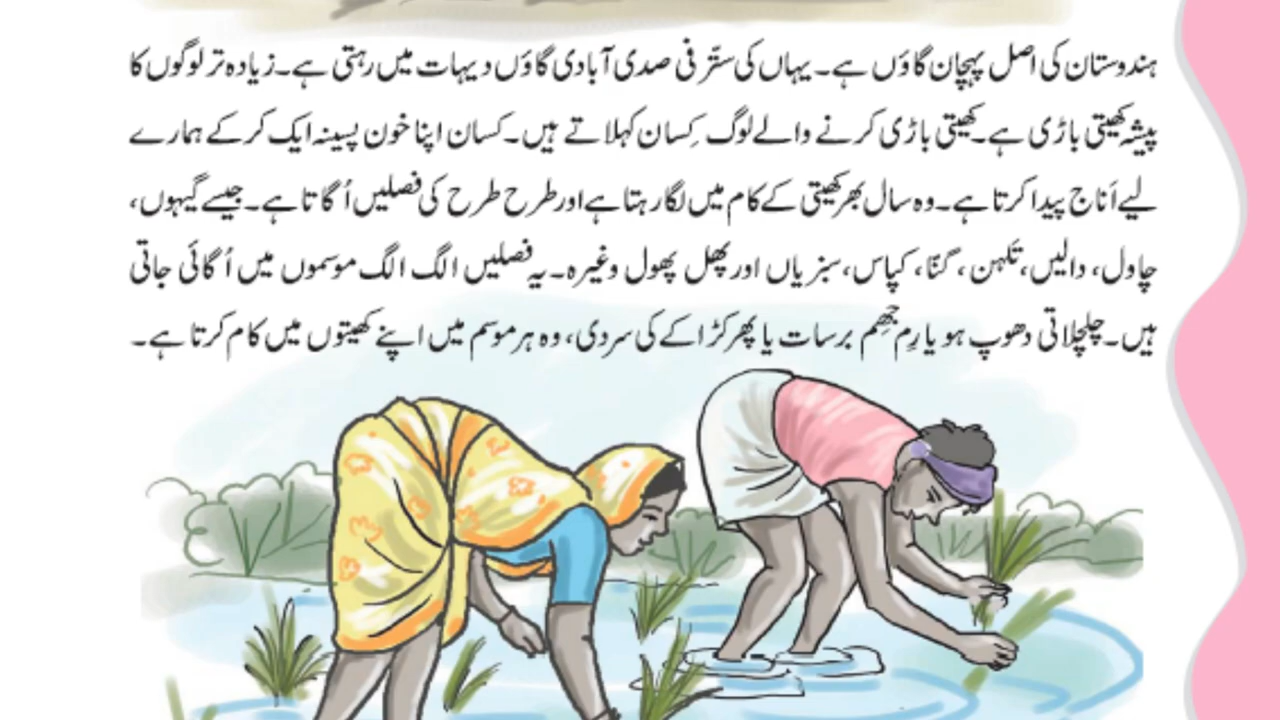 ہندوستان کی اصل پہچان گاؤں ہے۔ یہاں کی ستّر فی صدی آبادی گاؤں دیہات میں رہتی ہے۔ زیادہ تر لوگوں کا
پیشہ کھیتی باڑی ہے۔ کھیتی باڑی کرنے والے لوگ کِسان کہلاتے ہیں۔ کسان اپنا خون پسینہ ایک کر کے ہمارے
لیے اَناج پیدا کرتا ہے۔ وہ سال بھر کھیتی کے کام میں لگا رہتا ہے اور طرح طرح کی فصلیں اُگاتا ہے۔ جیسے گیہوں،
چاول، دالیں، تلہن، گنّا، کپاس، سبزیاں اور پھل پھول وغیرہ۔ یہ فصلیں الگ الگ موسموں میں اُگائی جاتی
ہیں۔ چلچلاتی دھوپ ہو یا رِم جھِم برسات یا پھر کڑاکے کی سردی، وہ ہر موسم میں اپنے کھیتوں میں کام کرتا ہے۔